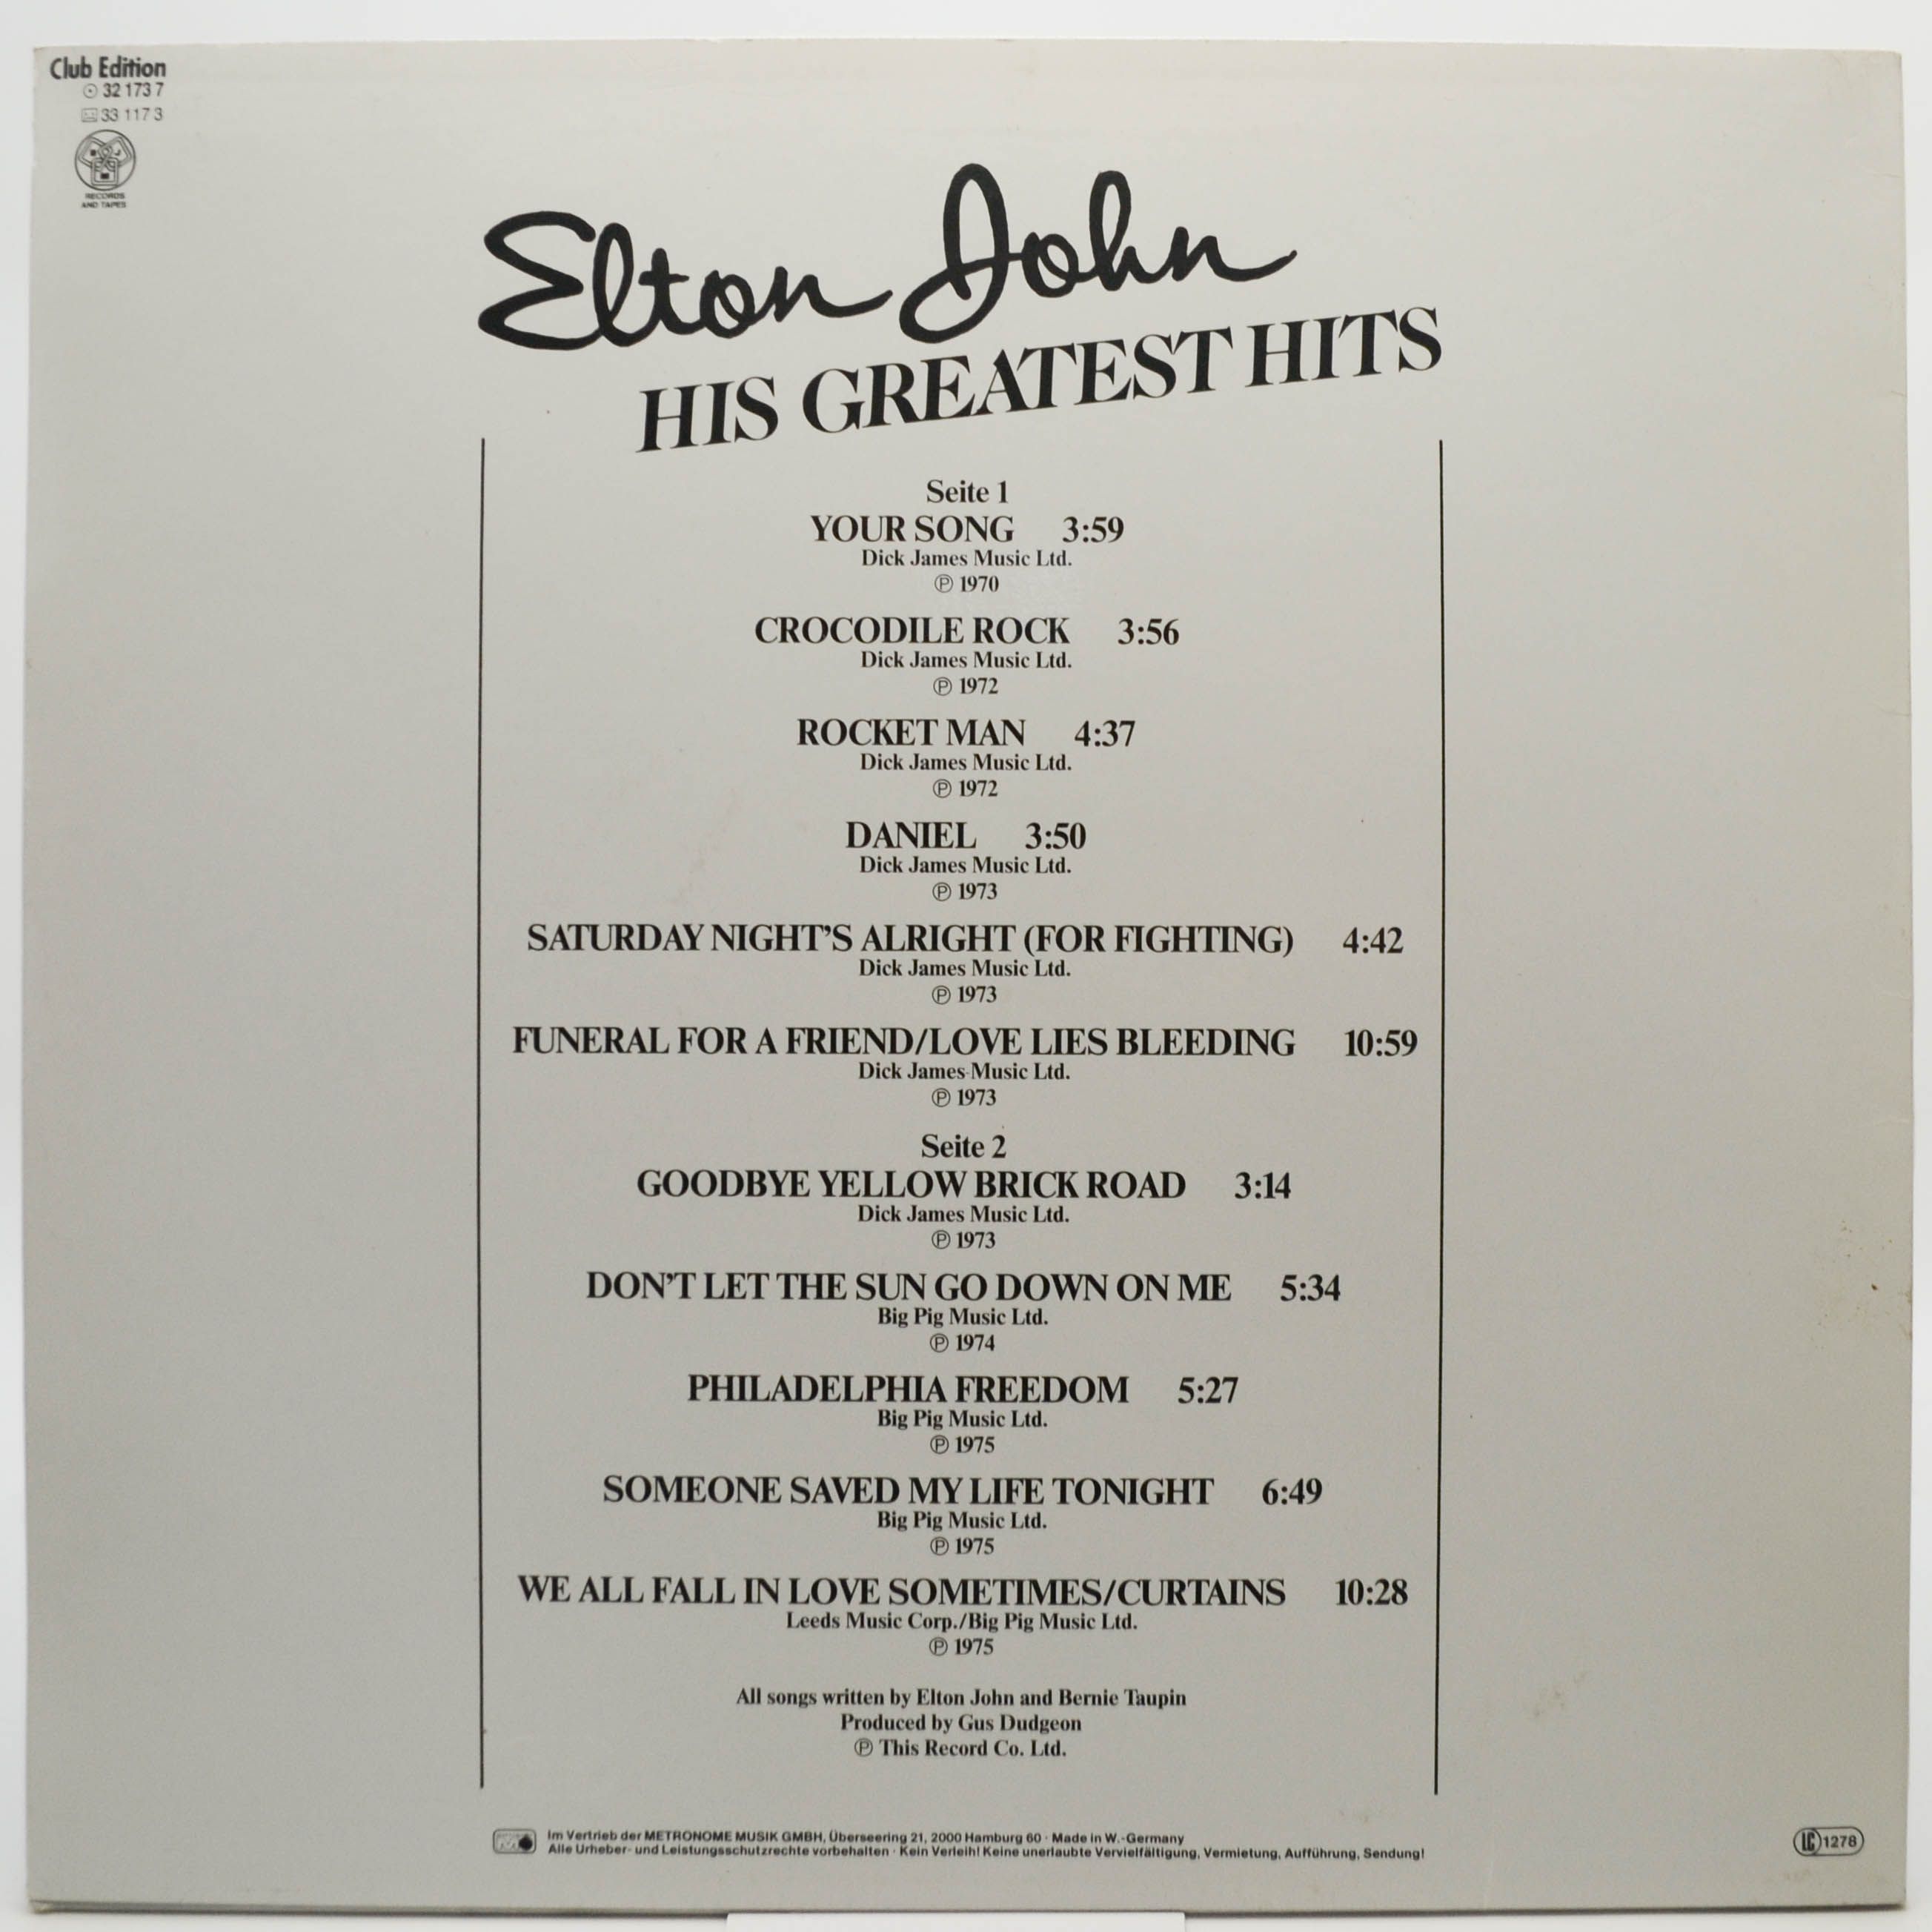 Club Edition
32 173 7
33 117 3
RECORDS
AND TAPES
Elton John
HIS GREATEST HITS
Seite 1
YOUR SONG 3:59
Dick James Music Ltd.
℗ 1970
CROCODILE ROCK 3:56
Dick James Music Ltd.
℗ 1972
ROCKET MAN 4:37
Dick James Music Ltd.
℗ 1972
DANIEL 3:50
Dick James Music Ltd.
℗ 1973
SATURDAY NIGHT'S ALRIGHT (FOR FIGHTING) 4:42
Dick James Music Ltd.
℗ 1973
FUNERAL FOR A FRIEND/LOVE LIES BLEEDING 10:59
Dick James Music Ltd.
℗ 1973
Seite 2
GOODBYE YELLOW BRICK ROAD 3:14
Dick James Music Ltd.
℗ 1973
DON'T LET THE SUN GO DOWN ON ME 5:34
Big Pig Music Ltd.
℗ 1974
PHILADELPHIA FREEDOM 5:27
Big Pig Music Ltd.
℗ 1975
SOMEONE SAVED MY LIFE TONIGHT 6:49
Big Pig Music Ltd.
℗ 1975
WE ALL FALL IN LOVE SOMETIMES/CURTAINS 10:28
Leeds Music Corp./Big Pig Music Ltd.
℗ 1975
All songs written by Elton John and Bernie Taupin
Produced by Gus Dudgeon
℗ This Record Co. Ltd.
Im Vertrieb der METRONOME MUSIK GMBH, Überseering 21, 2000 Hamburg 60 · Made in W.-Germany
Alle Urheber- und Leistungsschutzrechte vorbehalten · Kein Verleih! Keine unerlaubte Vervielfältigung, Vermietung, Aufführung, Sendung!
LC 1278